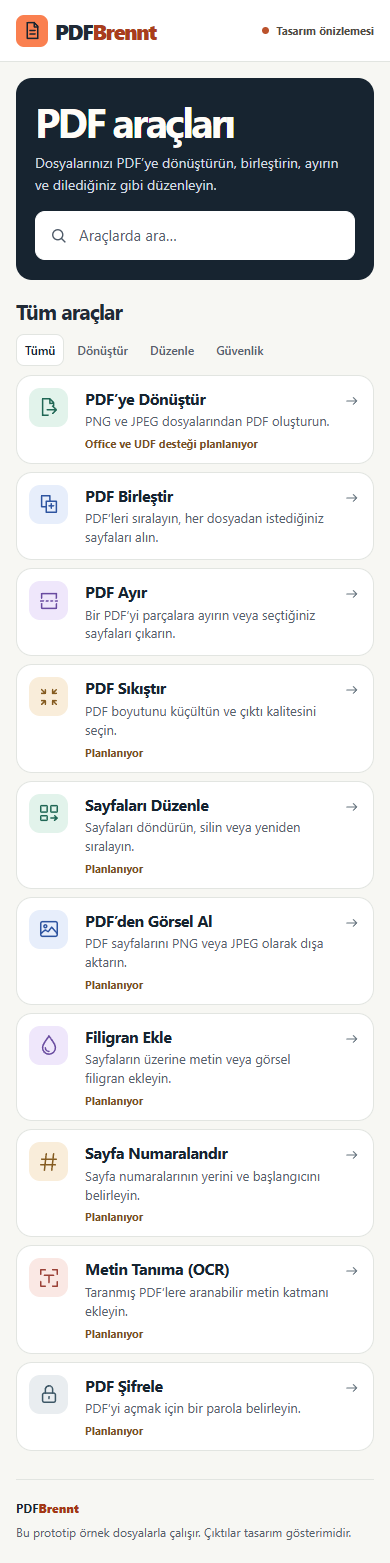 PDFBrennt
Tasarım önizlemesi
PDF araçları
Dosyalarınızı PDF’ye dönüştürün, birleştirin, ayırın
ve dilediğiniz gibi düzenleyin.
Araçlarda ara...
Tüm araçlar
Tümü
Dönüştür
Düzenle
Güvenlik
PDF’ye Dönüştür
PNG ve JPEG dosyalarından PDF oluşturun.
Office ve UDF desteği planlanıyor
PDF Birleştir
PDF’leri sıralayın, her dosyadan istediğiniz
sayfaları alın.
PDF Ayır
Bir PDF’yi parçalara ayırın veya seçtiğiniz
sayfaları çıkarın.
PDF Sıkıştır
PDF boyutunu küçültün ve çıktı kalitesini
seçin.
Planlanıyor
Sayfaları Düzenle
Sayfaları döndürün, silin veya yeniden
sıralayın.
Planlanıyor
PDF’den Görsel Al
PDF sayfalarını PNG veya JPEG olarak dışa
aktarın.
Planlanıyor
Filigran Ekle
Sayfaların üzerine metin veya görsel
filigran ekleyin.
Planlanıyor
Sayfa Numaralandır
Sayfa numaralarının yerini ve başlangıcını
belirleyin.
Planlanıyor
Metin Tanıma (OCR)
Taranmış PDF’lere aranabilir metin katmanı
ekleyin.
Planlanıyor
PDF Şifrele
PDF’yi açmak için bir parola belirleyin.
Planlanıyor
PDFBrennt
Bu prototip örnek dosyalarla çalışır. Çıktılar tasarım gösterimidir.